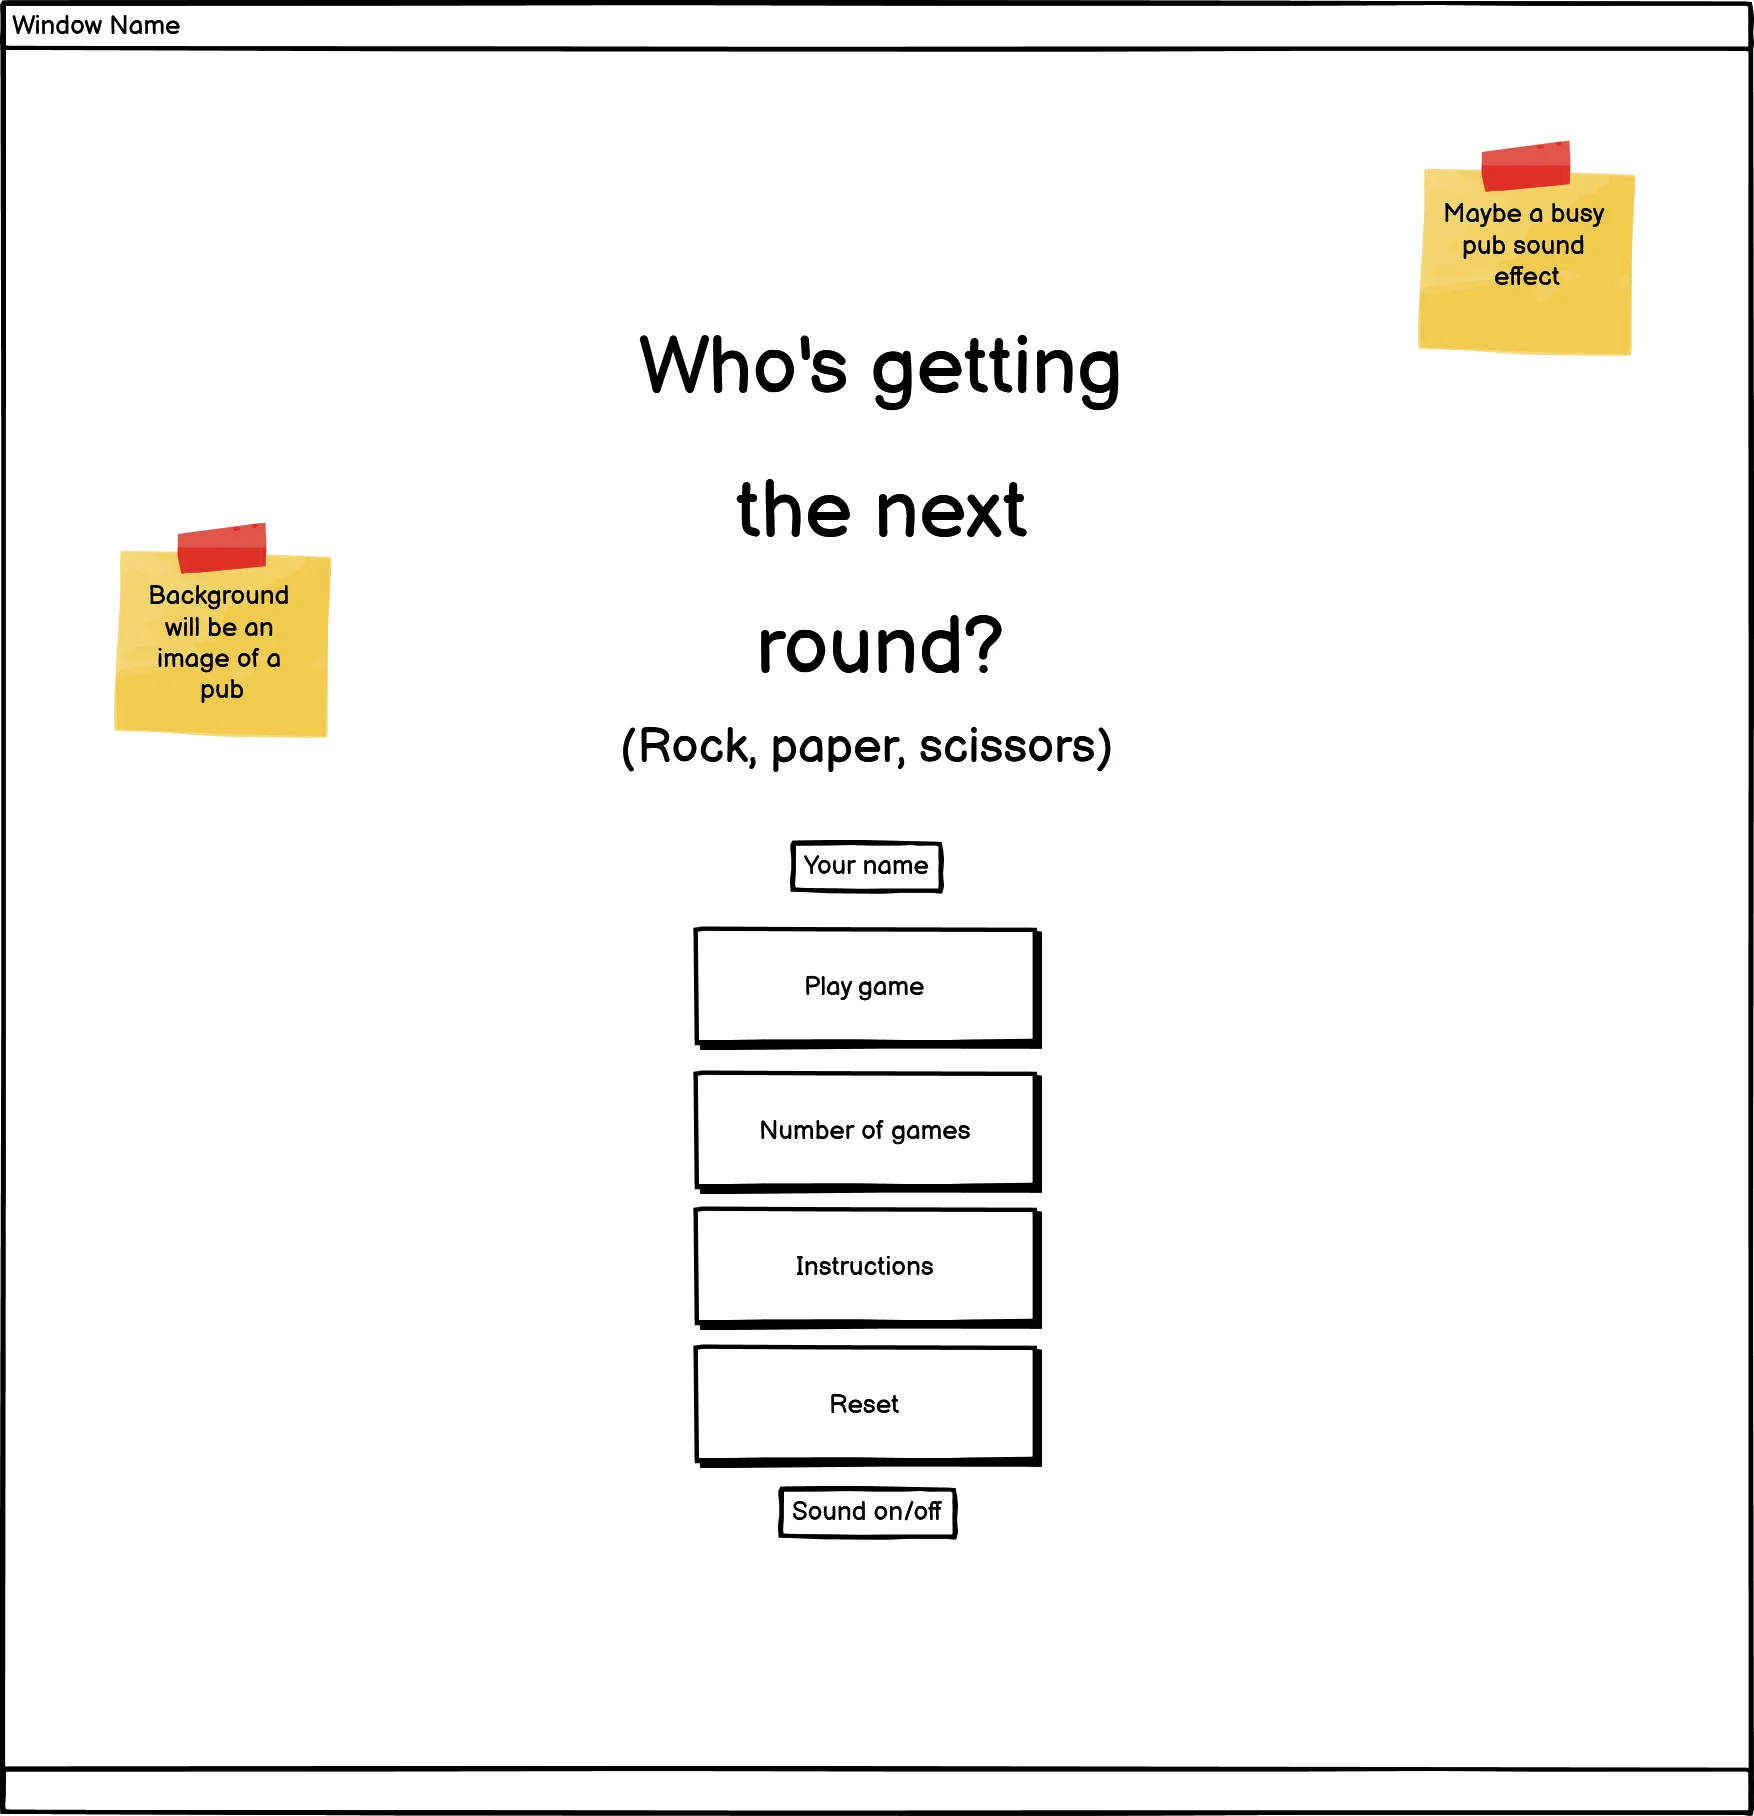 Window Name
Maybe a busy
pub sound
effect
Who's getting
the next
round?
Background
will be an
image of a
pub
(Rock, paper, scissors)
Your name
Play game
Number of games
Instructions
Reset
Sound on/off